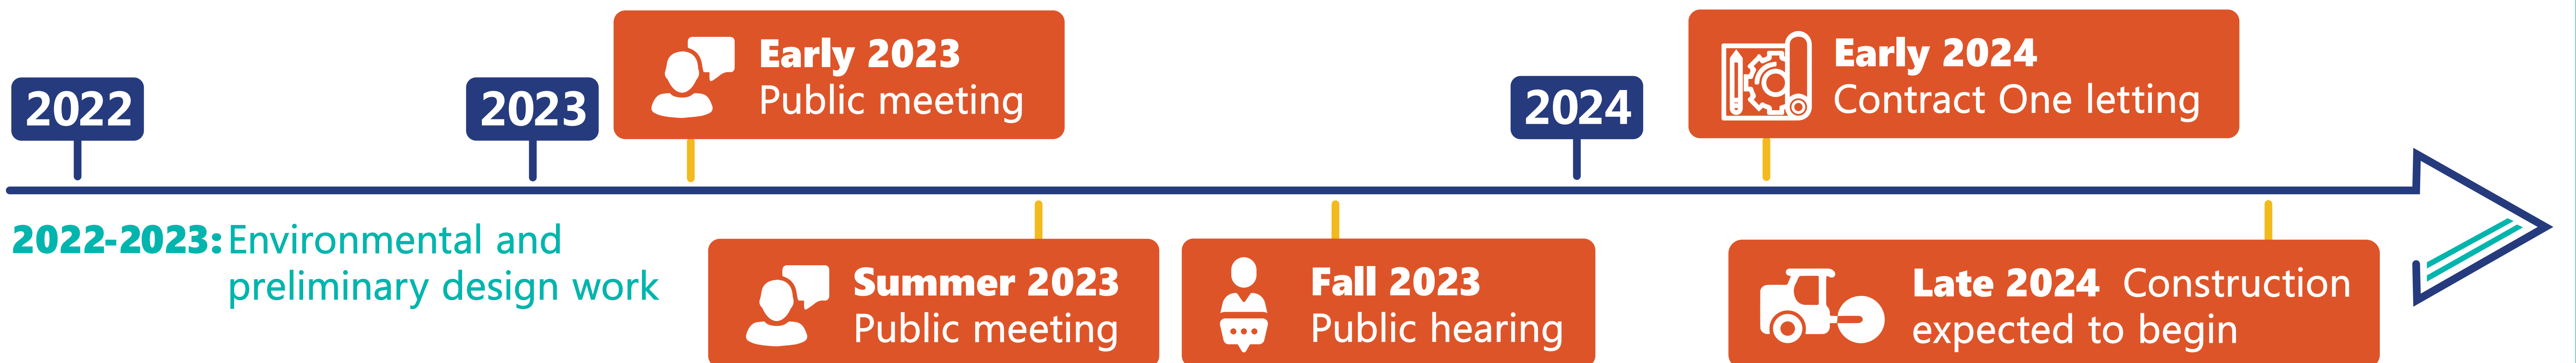 2022
2023
Early 2023
Public meeting
2024
Early 2024
Contract One letting
2022-2023: Environmental and
preliminary design work
Summer 2023
Public meeting
Fall 2023
Public hearing
Late 2024 Construction
expected to begin